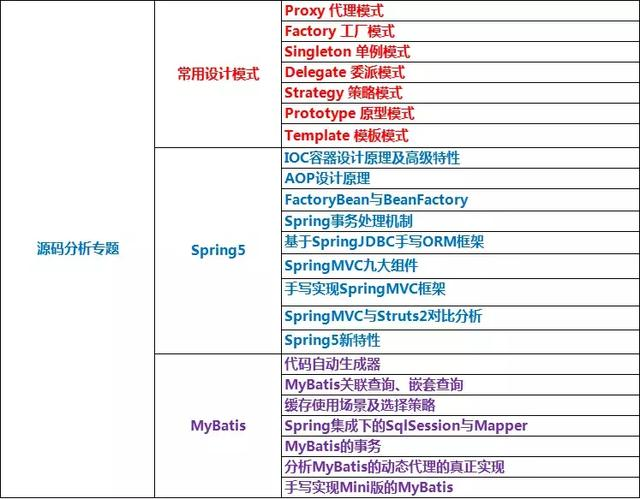 源码分析专题
常用设计模式
Proxy 代理模式
Factory 工厂模式
Singleton 单例模式
Delegate 委派模式
Strategy 策略模式
Prototype 原型模式
Template 模板模式
Spring5
IOC容器设计原理及高级特性
AOP设计原理
FactoryBean与BeanFactory
Spring事务处理机制
基于SpringJDBC手写ORM框架
SpringMVC九大组件
手写实现SpringMVC框架
SpringMVC与Struts2对比分析
Spring5新特性
MyBatis
代码自动生成器
MyBatis关联查询、嵌套查询
缓存使用场景及选择策略
Spring集成下的SqlSession与Mapper
MyBatis的事务
分析MyBatis的动态代理的真正实现
手写实现Mini版的MyBatis